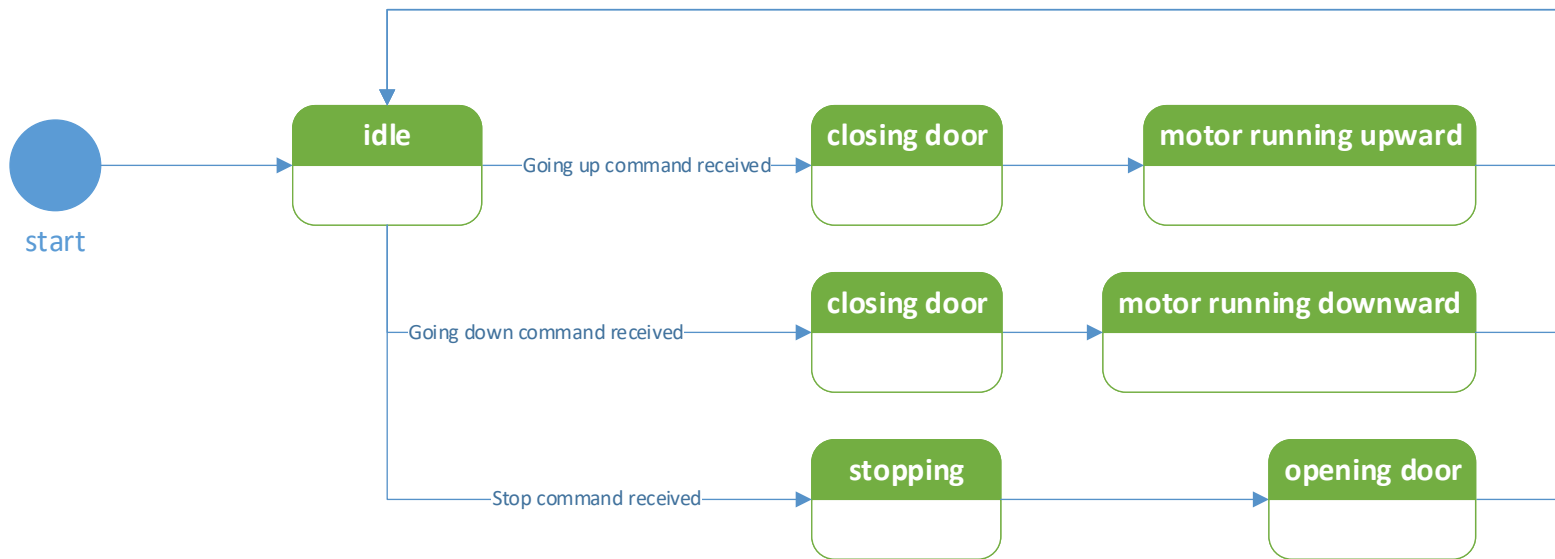 idle
closing door
motor running upward
Going up command received
start
closing door
motor running downward
Going down command received
stopping
opening door
Stop command received